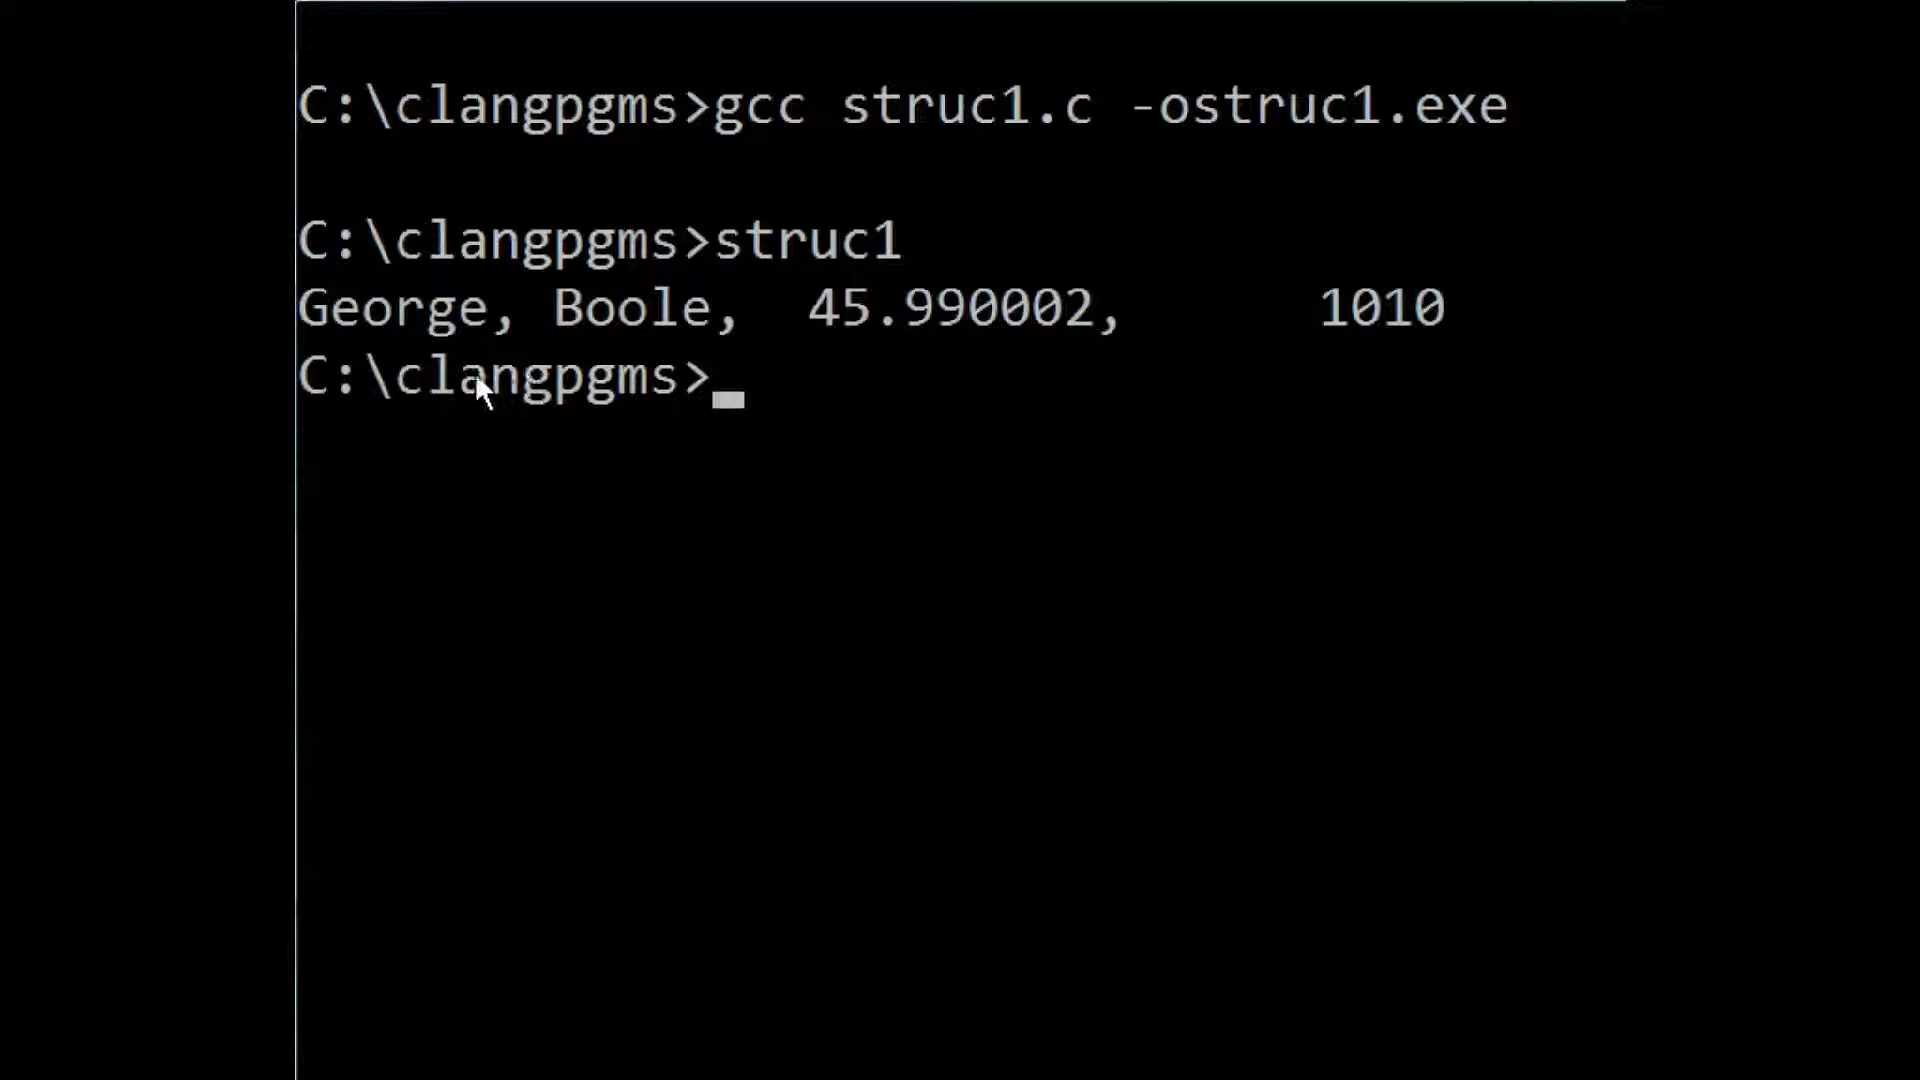 C:\clangpgms>gcc struc1.c -ostruc1.exe
C:\clangpgms>struc1
George, Boole,  45.990002,      1010
C:\clangpgms>